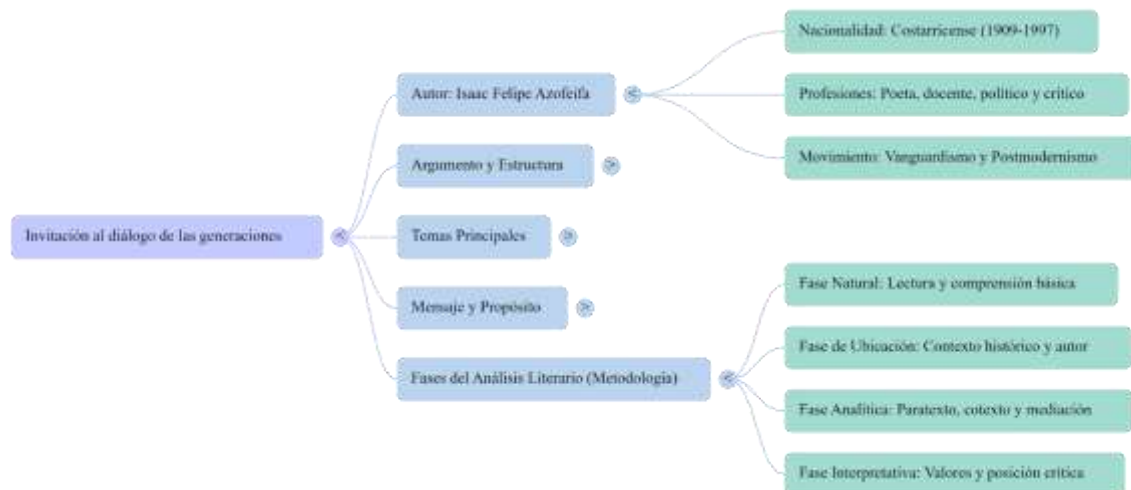 Invitación al diálogo de las generaciones
Autor: Isaac Felipe Azofeifa
Nacionalidad: Costarricense (1909-1997)
Profesiones: Poeta, docente, político y crítico
Movimiento: Vanguardismo y Postmodernismo
Argumento y Estructura
Temas Principales
Mensaje y Propósito
Fases del Análisis Literario (Metodología)
Fase Natural: Lectura y comprensión básica
Fase de Ubicación: Contexto histórico y autor
Fase Analítica: Paratexto, cotexto y mediación
Fase Interpretativa: Valores y posición crítica